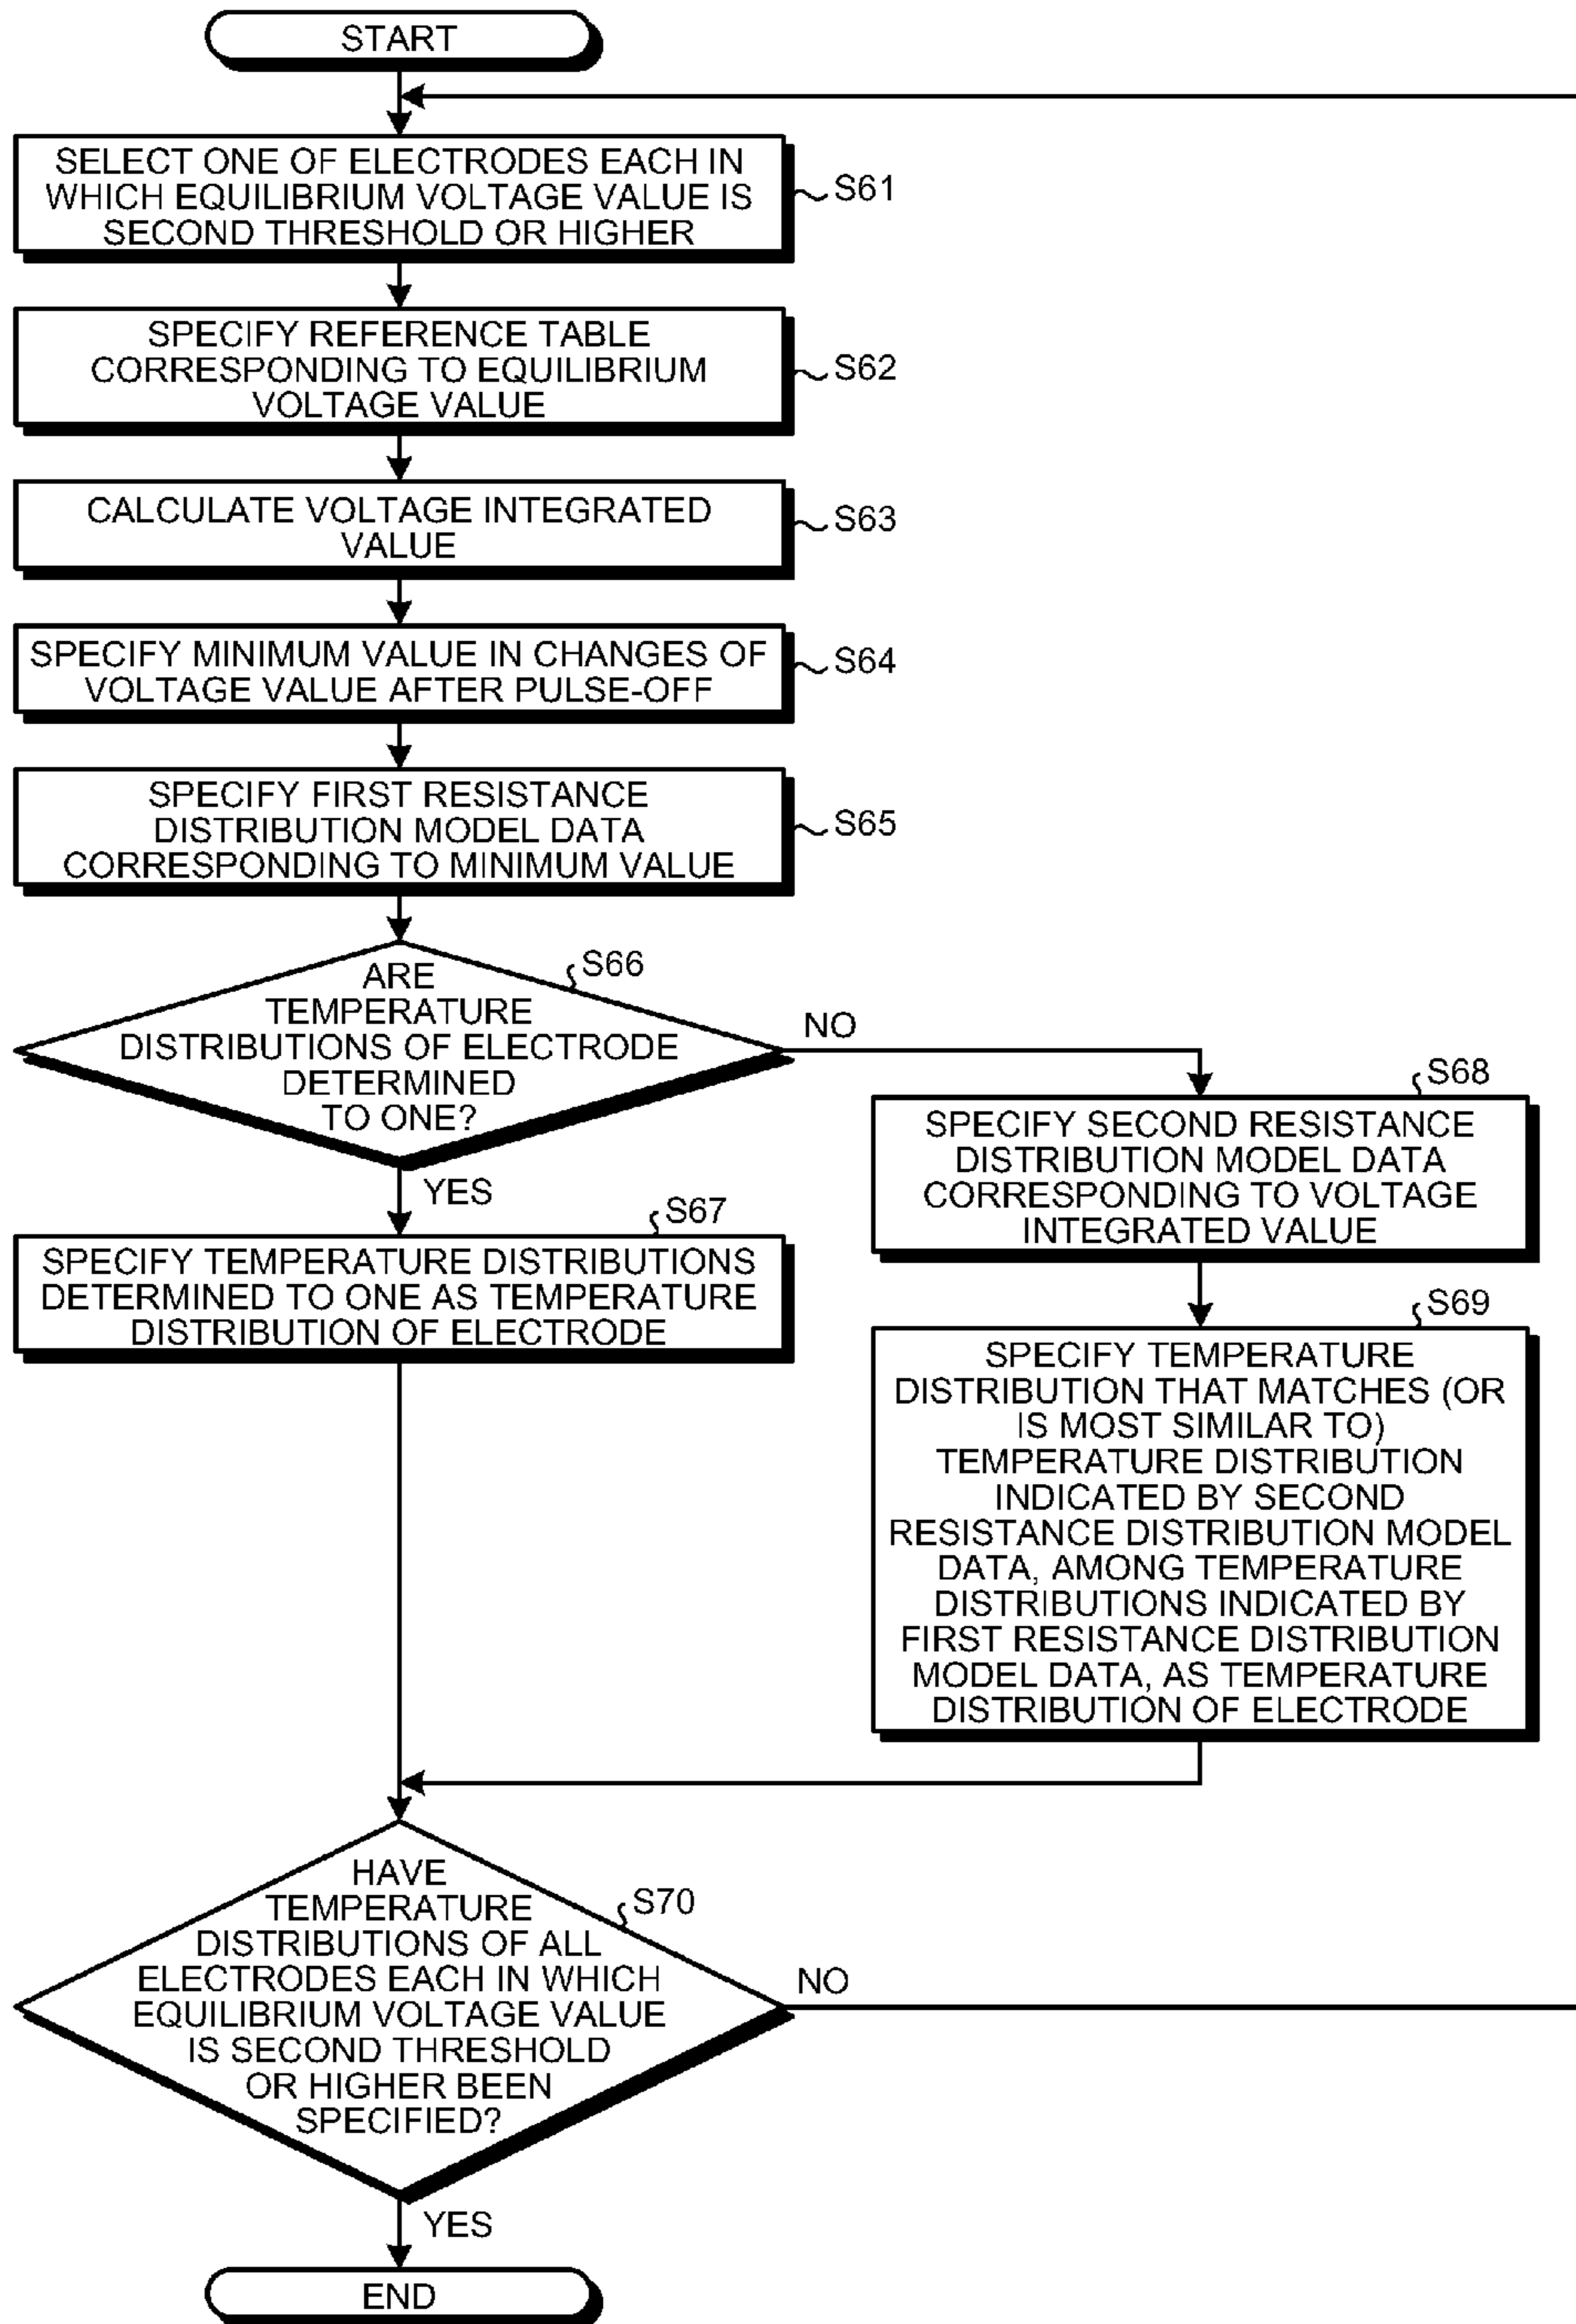 START
SELECT ONE OF ELECTRODES EACH IN
WHICH EQUILIBRIUM VOLTAGE VALUE IS
SECOND THRESHOLD OR HIGHER
S61
SPECIFY REFERENCE TABLE
CORRESPONDING TO EQUILIBRIUM
VOLTAGE VALUE
S62
CALCULATE VOLTAGE INTEGRATED
VALUE
S63
SPECIFY MINIMUM VALUE IN CHANGES OF
VOLTAGE VALUE AFTER PULSE-OFF
S64
SPECIFY FIRST RESISTANCE
DISTRIBUTION MODEL DATA
CORRESPONDING TO MINIMUM VALUE
S65
S66
ARE
TEMPERATURE
DISTRIBUTIONS OF ELECTRODE
DETERMINED
TO ONE?
NO
YES
S67
SPECIFY TEMPERATURE DISTRIBUTIONS
DETERMINED TO ONE AS TEMPERATURE
DISTRIBUTION OF ELECTRODE
S68
SPECIFY SECOND RESISTANCE
DISTRIBUTION MODEL DATA
CORRESPONDING TO VOLTAGE
INTEGRATED VALUE
S69
SPECIFY TEMPERATURE
DISTRIBUTION THAT MATCHES (OR
IS MOST SIMILAR TO)
TEMPERATURE DISTRIBUTION
INDICATED BY SECOND
RESISTANCE DISTRIBUTION MODEL
DATA, AMONG TEMPERATURE
DISTRIBUTIONS INDICATED BY
FIRST RESISTANCE DISTRIBUTION
MODEL DATA, AS TEMPERATURE
DISTRIBUTION OF ELECTRODE
S70
HAVE
TEMPERATURE
DISTRIBUTIONS OF ALL
ELECTRODES EACH IN WHICH
EQUILIBRIUM VOLTAGE VALUE
IS SECOND THRESHOLD
OR HIGHER BEEN
SPECIFIED?
NO
YES
END